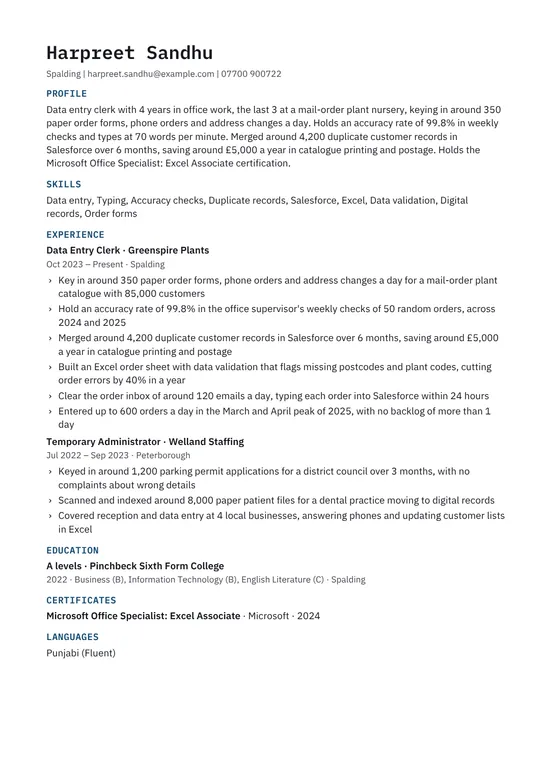 Harpreet Sandhu
Spalding | harpreet.sandhu@example.com | 07700 900722
PROFILE
Data entry clerk with 4 years in office work, the last 3 at a mail-order plant nursery, keying in around 350
paper order forms, phone orders and address changes a day. Holds an accuracy rate of 99.8% in weekly
checks and types at 70 words per minute. Merged around 4,200 duplicate customer records in
Salesforce over 6 months, saving around £5,000 a year in catalogue printing and postage. Holds the
Microsoft Office Specialist: Excel Associate certification.
SKILLS
Data entry, Typing, Accuracy checks, Duplicate records, Salesforce, Excel, Data validation, Digital
records, Order forms
EXPERIENCE
Data Entry Clerk · Greenspire Plants
Oct 2023 – Present · Spalding
› Key in around 350 paper order forms, phone orders and address changes a day for a mail-order plant
catalogue with 85,000 customers
› Hold an accuracy rate of 99.8% in the office supervisor's weekly checks of 50 random orders, across
2024 and 2025
› Merged around 4,200 duplicate customer records in Salesforce over 6 months, saving around £5,000
a year in catalogue printing and postage
› Built an Excel order sheet with data validation that flags missing postcodes and plant codes, cutting
order errors by 40% in a year
› Clear the order inbox of around 120 emails a day, typing each order into Salesforce within 24 hours
› Entered up to 600 orders a day in the March and April peak of 2025, with no backlog of more than 1
day
Temporary Administrator · Welland Staffing
Jul 2022 – Sep 2023 · Peterborough
› Keyed in around 1,200 parking permit applications for a district council over 3 months, with no
complaints about wrong details
› Scanned and indexed around 8,000 paper patient files for a dental practice moving to digital records
› Covered reception and data entry at 4 local businesses, answering phones and updating customer lists
in Excel
EDUCATION
A levels · Pinchbeck Sixth Form College
2022 · Business (B), Information Technology (B), English Literature (C) · Spalding
CERTIFICATES
Microsoft Office Specialist: Excel Associate · Microsoft · 2024
LANGUAGES
Punjabi (Fluent)